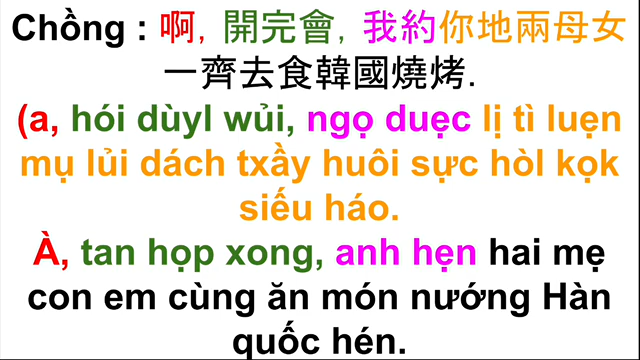 Chồng : 啊, 開完會, 我約你地兩母女
一齊去食韓國燒烤.
(a, hói dùyl wủi, ngọ duẹc lị tì luẹn
mụ lủi dách txầy huôi sực hòl kọk
siếu háo.
À, tan họp xong, anh hẹn hai mẹ
con em cùng ăn món nướng Hàn
quốc hén.